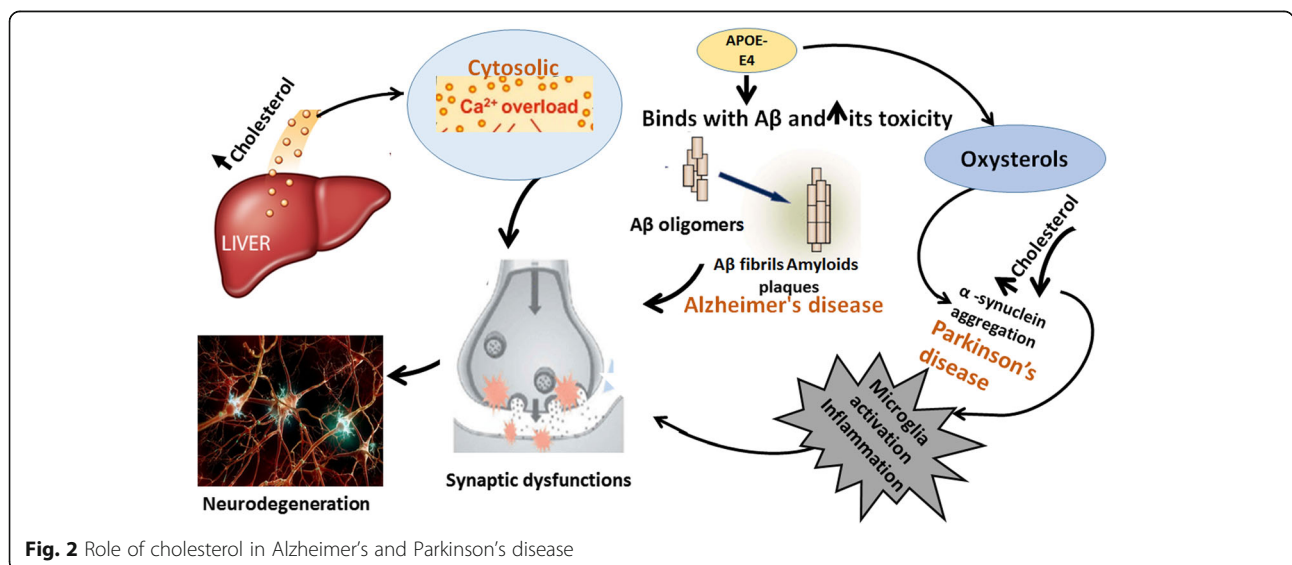 Cholesterol
LIVER
Cytosolic
Ca²⁺ overload
APOE-
E4
Binds with Aβ and its toxicity
Aβ oligomers
Aβ fibrils Amyloids
plaques
Alzheimer's disease
Oxysterols
Cholesterol
α -synuclein
aggregation
Parkinson's
disease
Microglia
activation
Inflammation
Synaptic dysfunctions
Neurodegeneration
Fig. 2 Role of cholesterol in Alzheimer's and Parkinson's disease